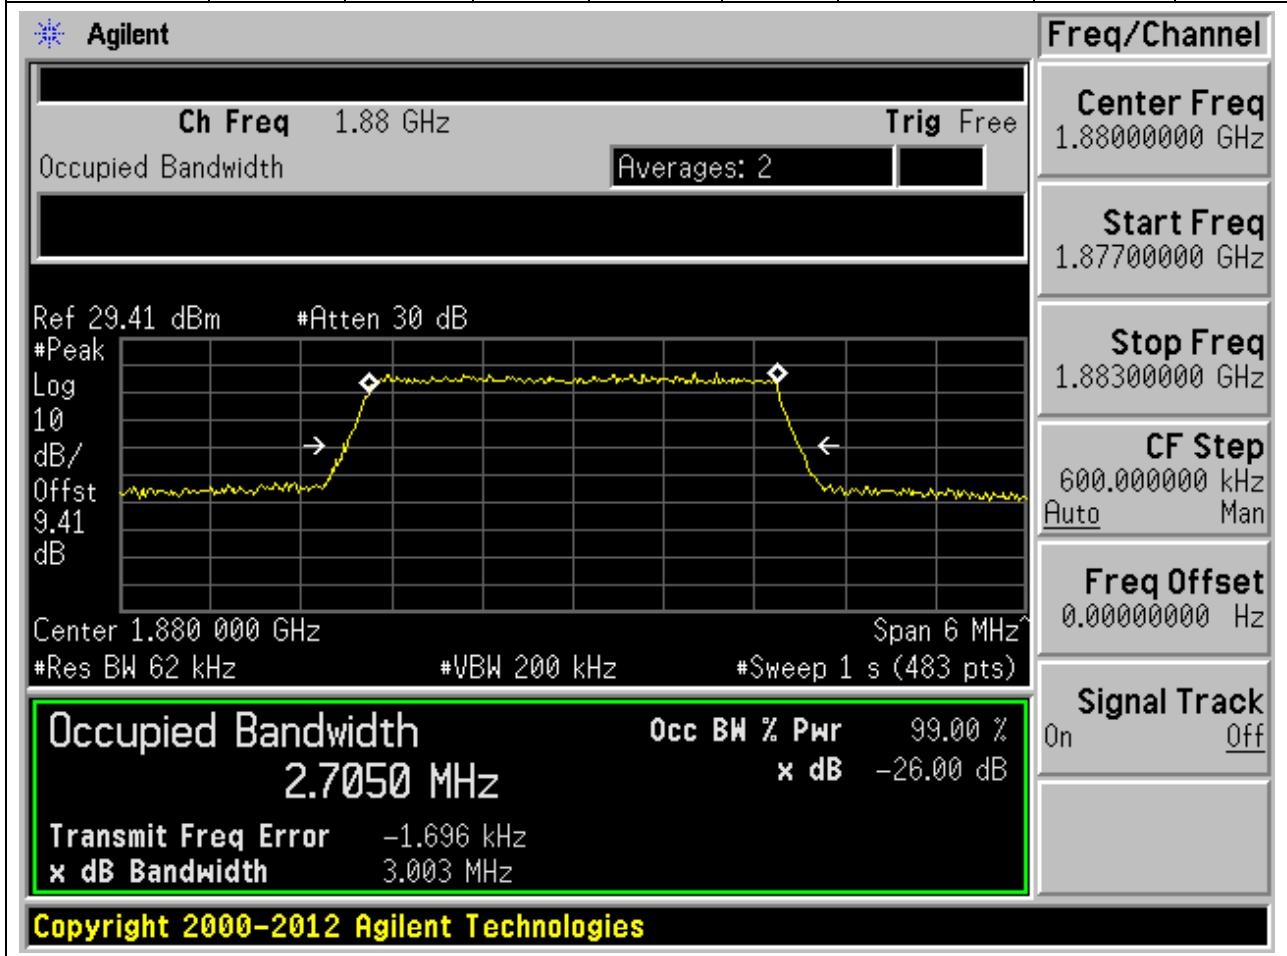 Agilent
Freq/Channel
Ch Freq 1.88 GHz Trig Free
Occupied Bandwidth Averages: 2
Center Freq
1.88000000 GHz
Start Freq
1.87700000 GHz
Stop Freq
1.88300000 GHz
CF Step
600.000000 kHz
Auto Man
Freq Offset
0.00000000 Hz
Signal Track
On Off
Ref 29.41 dBm #Atten 30 dB
#Peak
Log
10
dB/
Offst
9.41
dB
Center 1.880 000 GHz Span 6 MHz^
#Res BW 62 kHz #VBW 200 kHz #Sweep 1 s (483 pts)
Occupied Bandwidth Occ BW % Pwr 99.00 %
2.7050 MHz x dB -26.00 dB
Transmit Freq Error -1.696 kHz
x dB Bandwidth 3.003 MHz
Copyright 2000-2012 Agilent Technologies